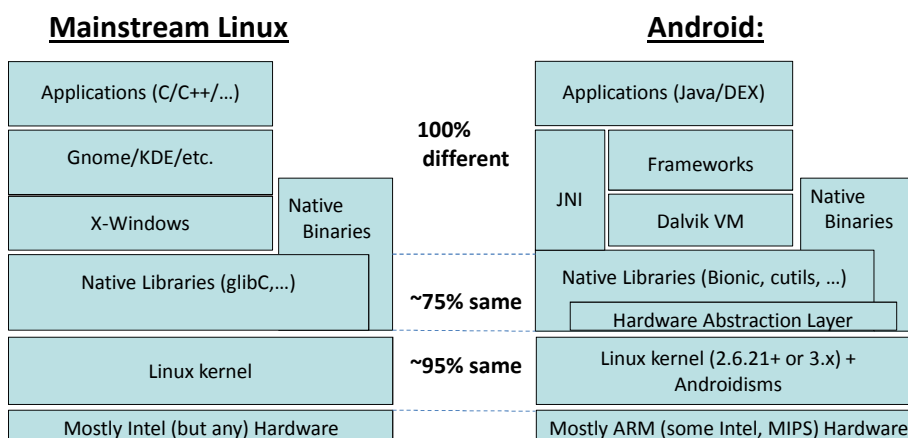 Mainstream Linux
Applications (C/C++/…)
Gnome/KDE/etc.
X-Windows
Native
Binaries
Native Libraries (glibC,…)
Linux kernel
Mostly Intel (but any) Hardware
100%
different
~75% same
~95% same
Android:
Applications (Java/DEX)
JNI
Frameworks
Dalvik VM
Native
Binaries
Native Libraries (Bionic, cutils, …)
Hardware Abstraction Layer
Linux kernel (2.6.21+ or 3.x) +
Androidisms
Mostly ARM (some Intel, MIPS) Hardware